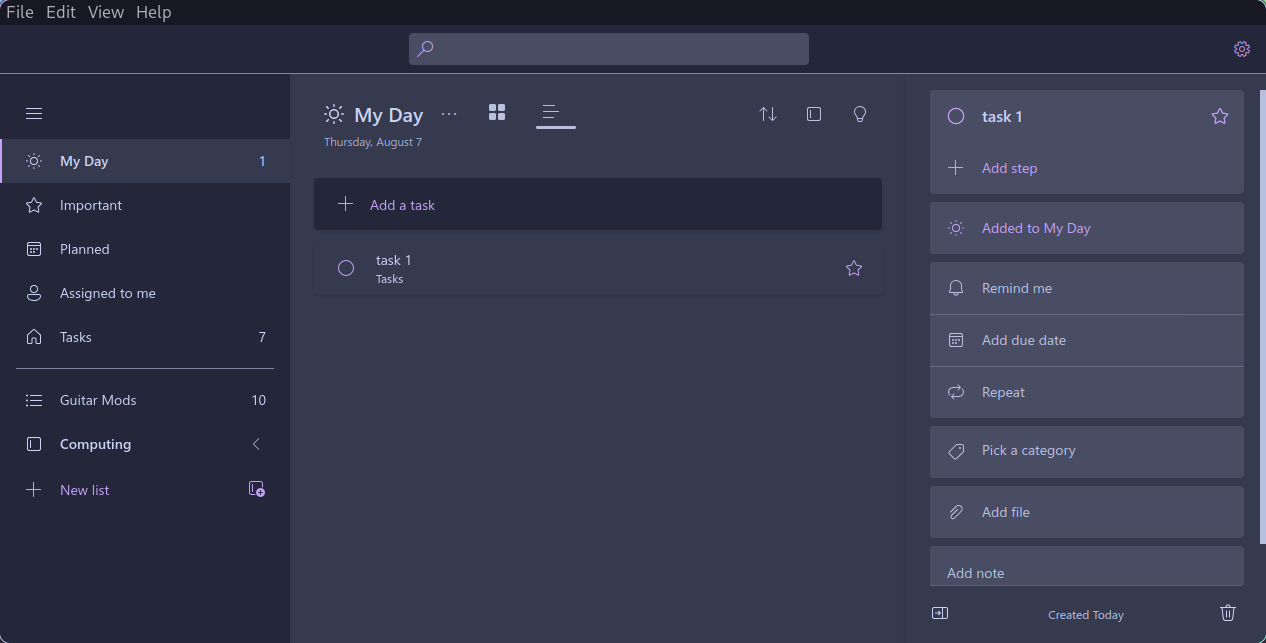 File Edit View Help
My Day 1
Important
Planned
Assigned to me
Tasks 7
Guitar Mods 10
Computing
New list
My Day
Thursday, August 7
Add a task
task 1
Tasks
task 1
Add step
Added to My Day
Remind me
Add due date
Repeat
Pick a category
Add file
Add note
Created Today